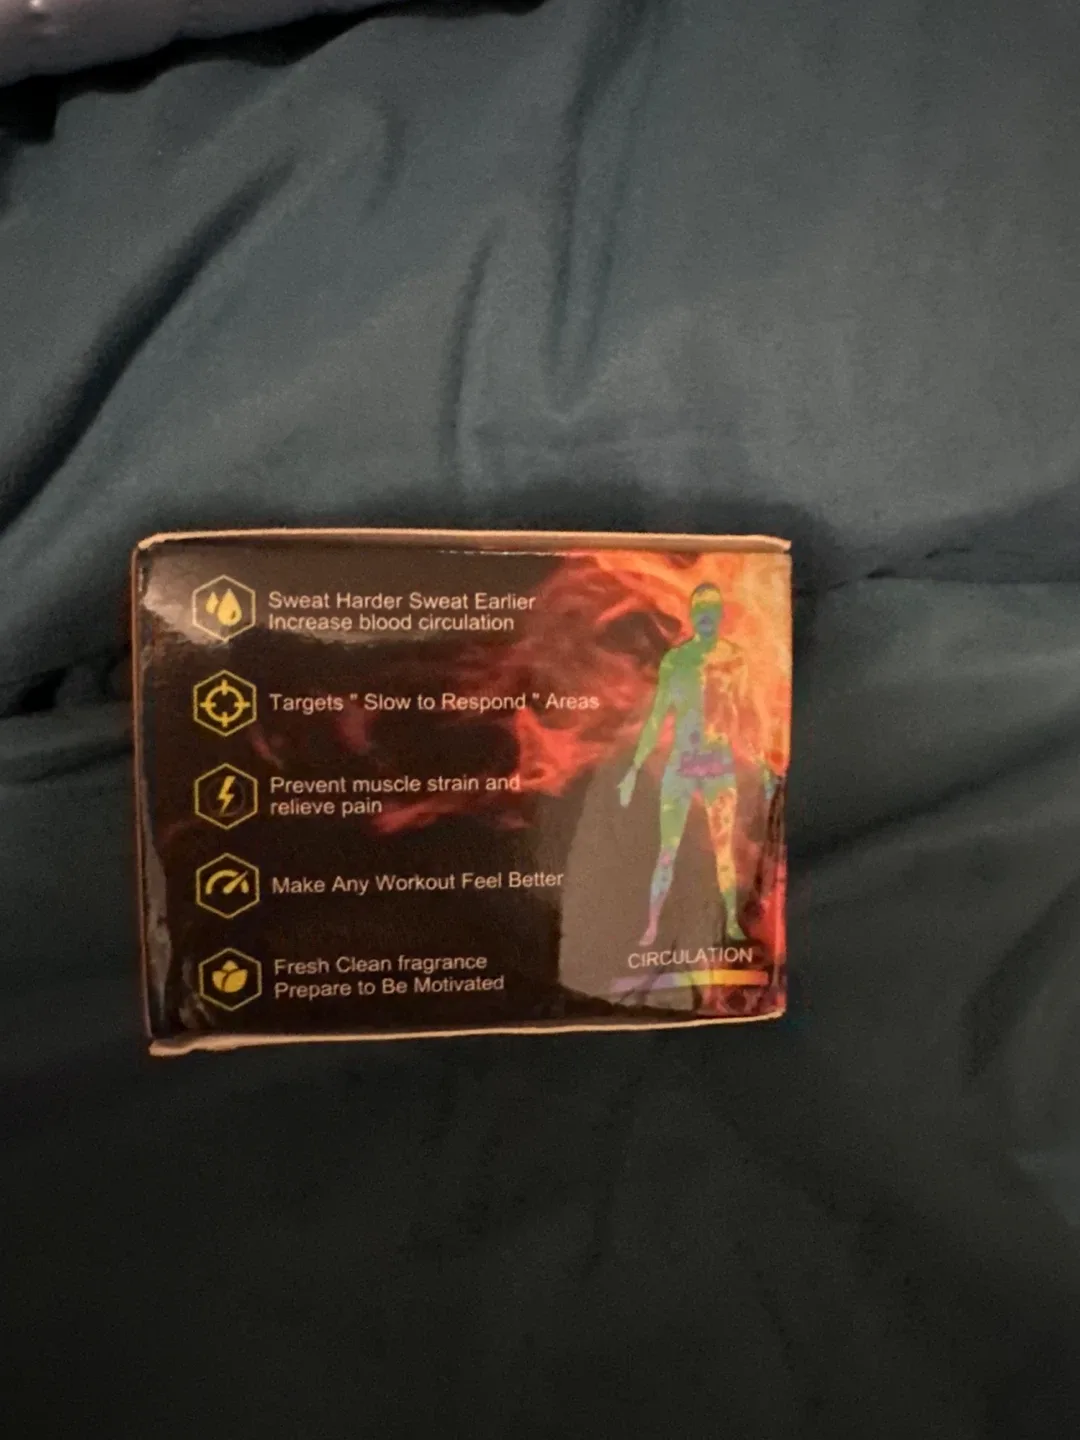 Sweat Harder Sweat Earlier
Increase blood circulation
Targets " Slow to Respond " Areas
Prevent muscle strain and
relieve pain
Make Any Workout Feel Better
Fresh Clean fragrance
Prepare to Be Motivated
CIRCULATION